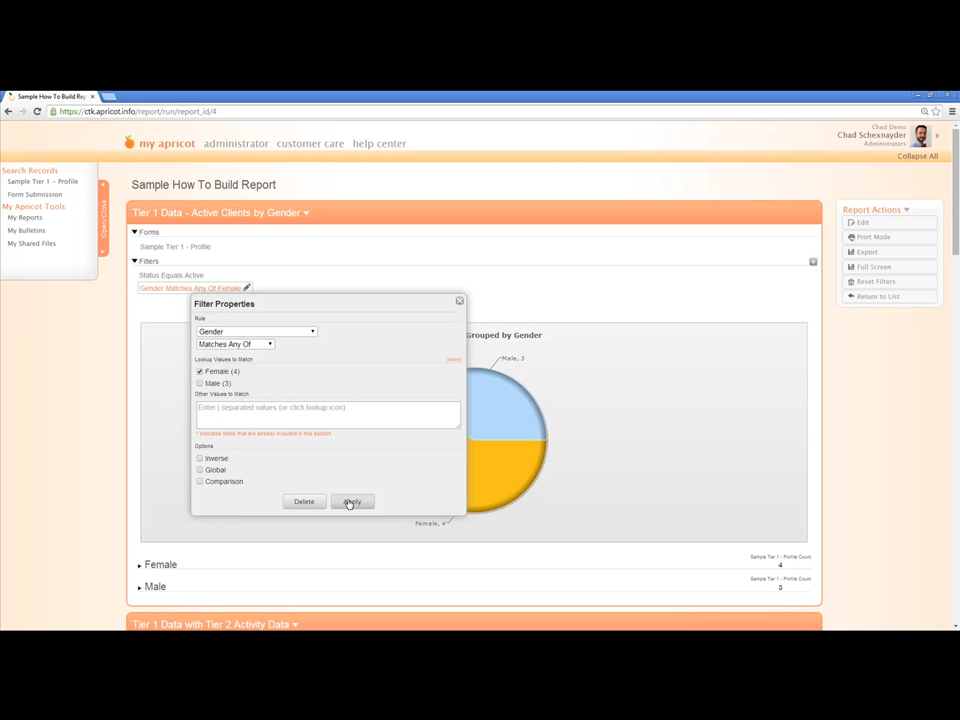 Sample How To Build Re
https://ctk.apricot.info/report/run/report_id/4
Chad Demo
Chad Schexnayder
Administrators
my apricot administrator customer care help center
Collapse All
Search Records
Sample Tier 1 - Profile
Form Submission
My Apricot Tools
My Reports
My Bulletins
My Shared Files
Open/Close
Sample How To Build Report
Tier 1 Data - Active Clients by Gender
Forms
Sample Tier 1 - Profile
Filters
Status Equals Active
Gender Matches Any Of Female
Filter Properties
Rule
Gender
Matches Any Of
Lookup Values to Match (more)
Female (4)
Male (3)
Other Values to Match
Enter | separated values (or click lookup icon)
* indicates fields that are already included in this section.
Options
Inverse
Global
Comparison
Delete Apply
Grouped by Gender
Male, 3
Female, 4
Female
Sample Tier 1 - Profile Count
4
Male
Sample Tier 1 - Profile Count
3
Tier 1 Data with Tier 2 Activity Data
Report Actions
Edit
Print Mode
Export
Full Screen
Reset Filters
Return to List